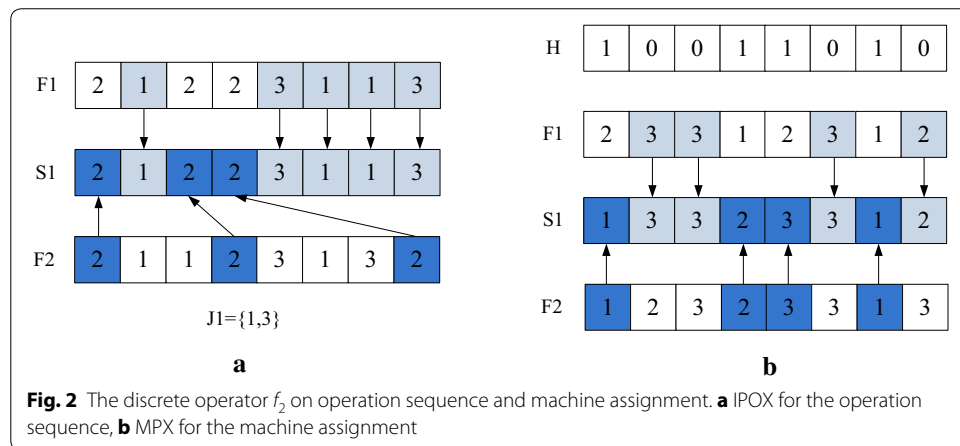 F1 2 1 2 2 3 1 1 3
S1 2 1 2 2 3 1 1 3
F2 2 1 1 2 3 1 3 2
J1={1,3}
a
H 1 0 0 1 1 0 1 0
F1 2 3 3 1 2 3 1 2
S1 1 3 3 2 3 3 1 2
F2 1 2 3 2 3 3 1 3
b
Fig. 2 The discrete operator f2 on operation sequence and machine assignment. a IPOX for the operation
sequence, b MPX for the machine assignment